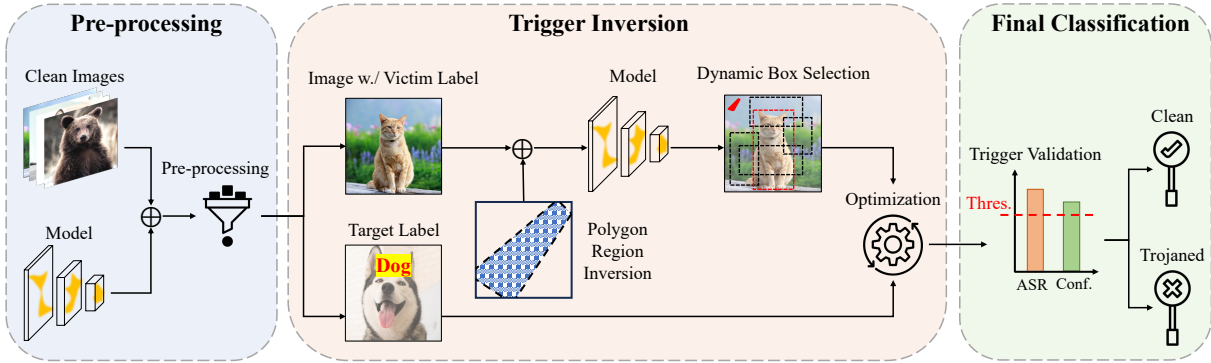 Pre-processing
Clean Images
Pre-processing
Model
Trigger Inversion
Image w./ Victim Label
Model
Dynamic Box Selection
Polygon
Region
Inversion
Target Label
Dog
Optimization
Final Classification
Trigger Validation
Thres.
ASR
Conf.
Clean
Trojaned